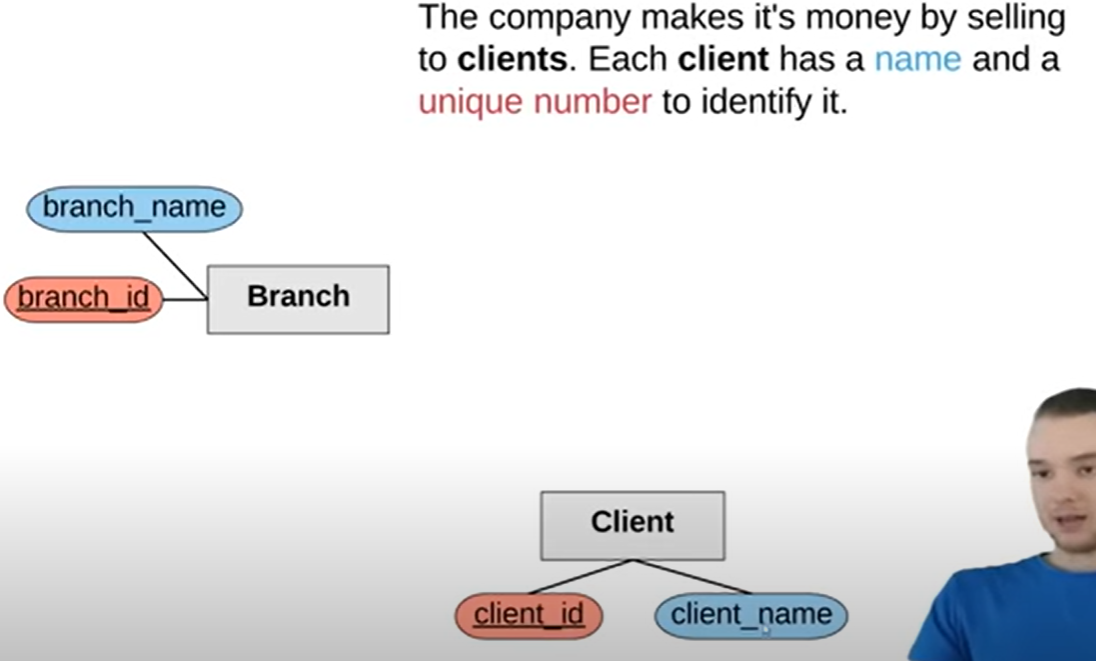 The company makes it's money by selling
to clients. Each client has a name and a
unique number to identify it.
branch_name
branch_id
Branch
Client
client_id
client_name